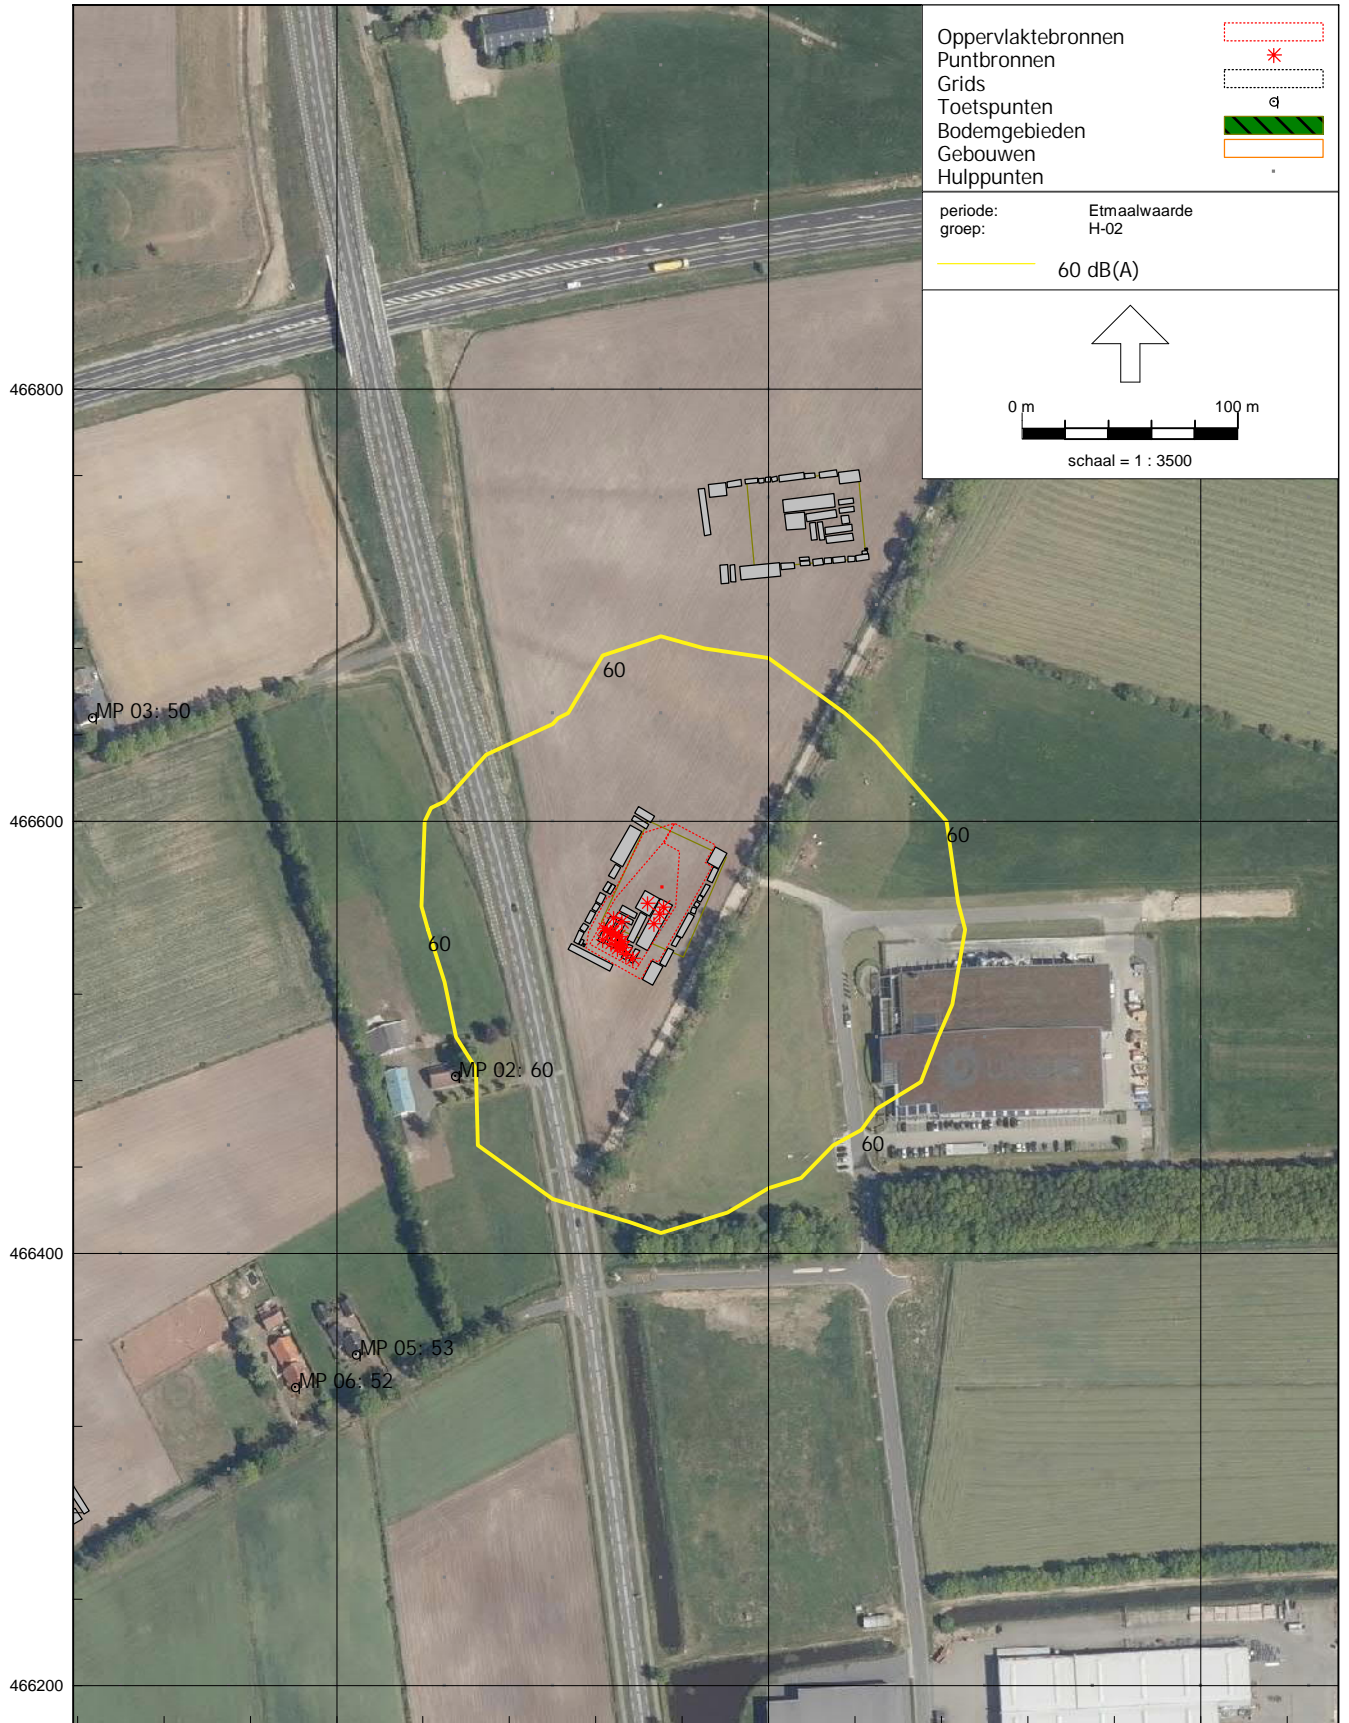 Oppervlaktebronnen
Puntbronnen
Grids
Toetspunten
Bodemgebieden
Gebouwen
Hulppunten
periode: Etmaalwaarde
groep: H-02
60 dB(A)
0 m 100 m
schaal = 1 : 3500
466800
60
MP 03: 50
466600
60
60
MP 02: 60
60
466400
MP 05: 53
MP 06: 52
466200